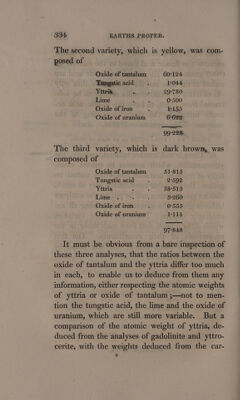 334 EARTHS PROPER.
The second variety, which is yellow, was com-
posed of
Oxide of tantalum 60·124
Tungstic acid . 1·044
Yttria . . 29·780
Lime . . 0·500
Oxide of iron . 1·155
Oxide of uranium 6·622
99·225
The third variety, which is dark brown, was
composed of
Oxide of tantalum 51·815
Tungstic acid . 2·592
Yttria . . 38·515
Lime . . . 3·260
Oxide of iron . 0·555
Oxide of uranium 1·111
97·848
It must be obvious from a bare inspection of
these three analyses, that the ratios between the
oxide of tantalum and the yttria differ too much
in each, to enable us to deduce from them any
information, either respecting the atomic weights
of yttria or oxide of tantalum;—not to men-
tion the tungstic acid, the lime and the oxide of
uranium, which are still more variable. But a
comparison of the atomic weight of yttria, de-
duced from the analyses of gadolinite and yttro-
cerite, with the weights deduced from the car-